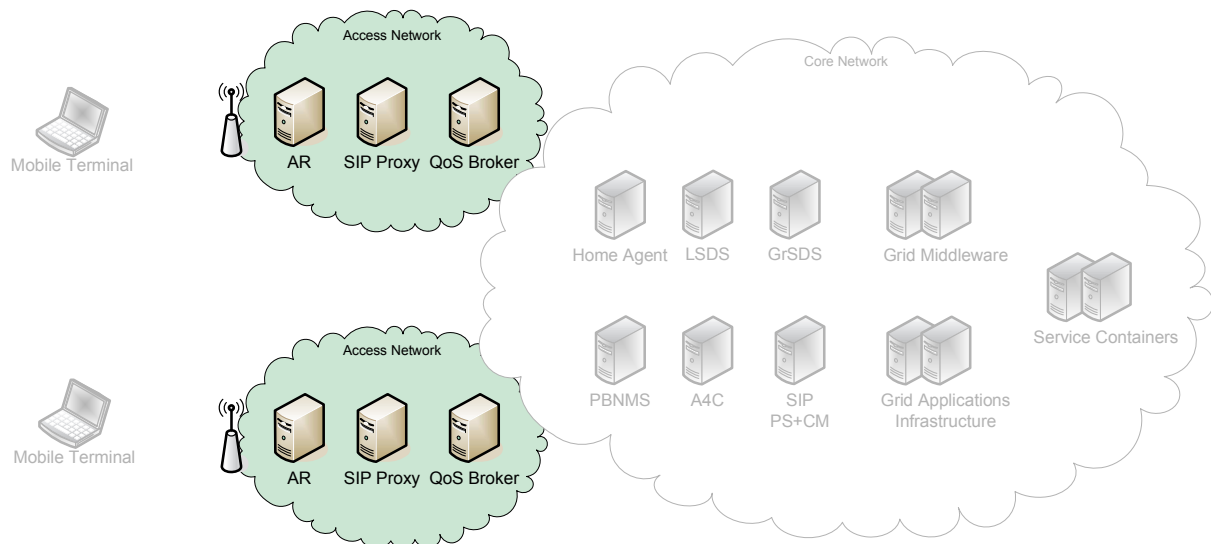 Access Network
Core Network
Mobile Terminal
AR
SIP Proxy
QoS Broker
Home Agent
LSDS
GrSDS
Grid Middleware
Service Containers
Access Network
PBNMS
A4C
SIP
PS+CM
Grid Applications
Infrastructure
Mobile Terminal
AR
SIP Proxy
QoS Broker